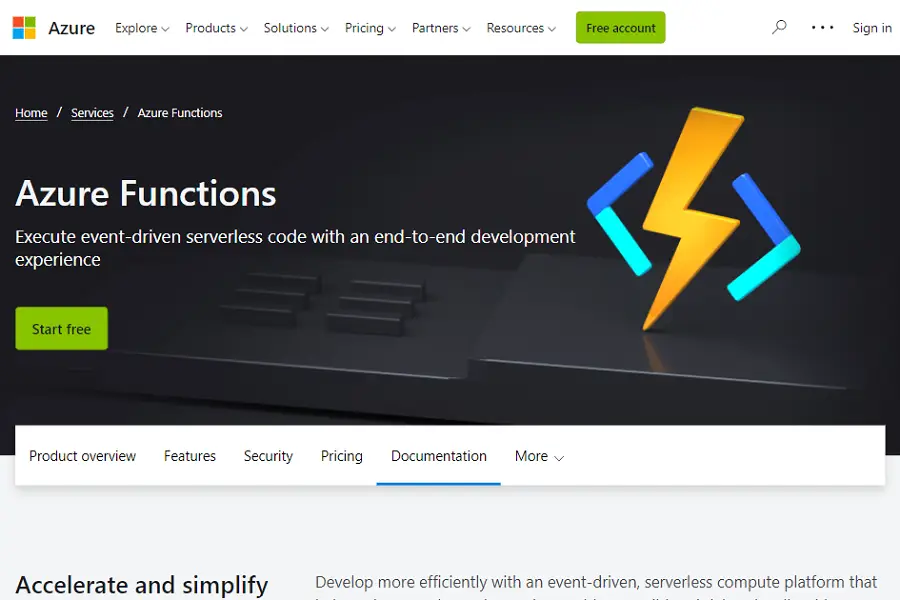 Azure Explore Products Solutions Pricing Partners Resources Free account ... Sign in
Home / Services / Azure Functions
Azure Functions
Execute event-driven serverless code with an end-to-end development
experience
Start free
Product overview Features Security Pricing Documentation More
Accelerate and simplify
Develop more efficiently with an event-driven, serverless compute platform that